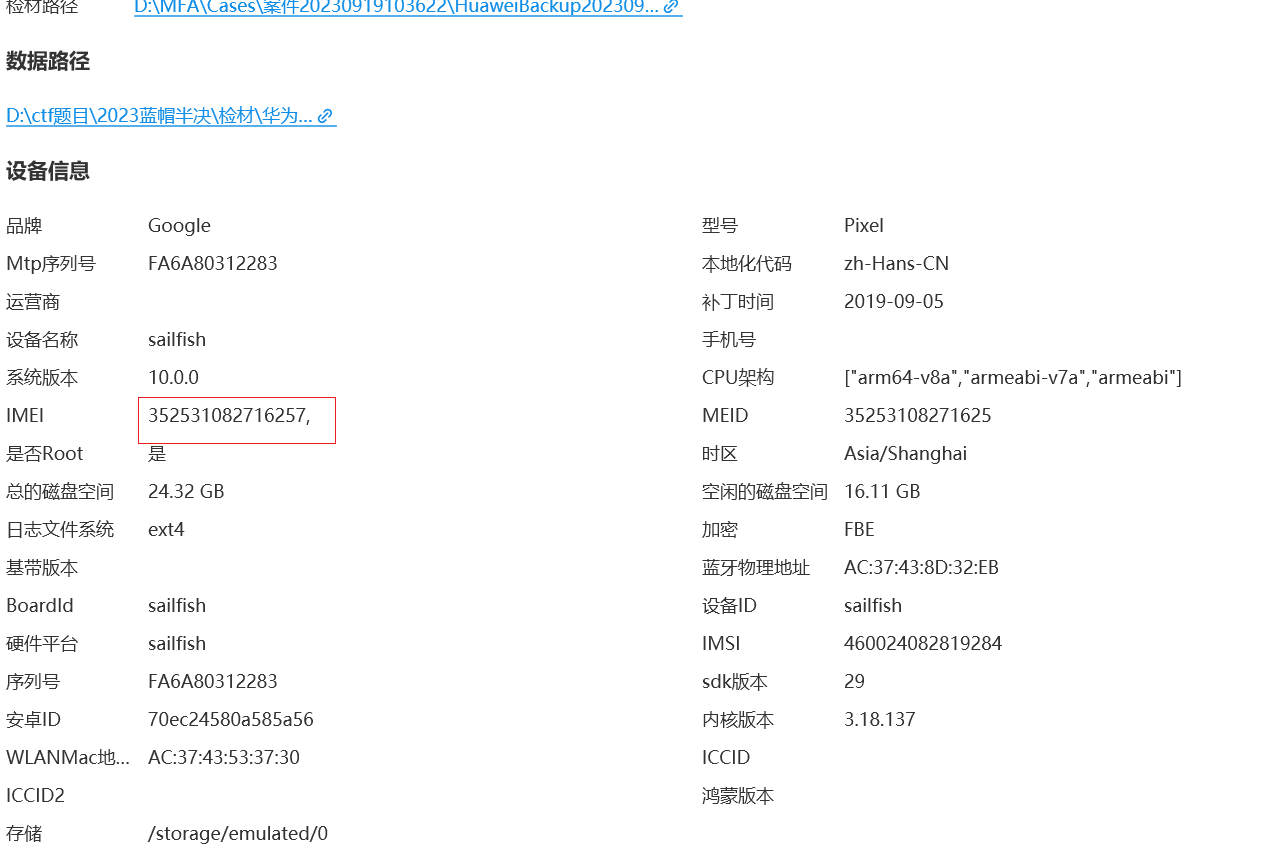 检材路径 D:\MFA\Cases\案件20230919103622\HuaweiBackup202309...
数据路径
D:\ctf题目\2023蓝帽半决\检材\华为...
设备信息
品牌 Google 型号 Pixel
Mtp序列号 FA6A80312283 本地化代码 zh-Hans-CN
运营商 补丁时间 2019-09-05
设备名称 sailfish 手机号
系统版本 10.0.0 CPU架构 ["arm64-v8a","armeabi-v7a","armeabi"]
IMEI 352531082716257, MEID 35253108271625
是否Root 是 时区 Asia/Shanghai
总的磁盘空间 24.32 GB 空闲的磁盘空间 16.11 GB
日志文件系统 ext4 加密 FBE
基带版本 蓝牙物理地址 AC:37:43:8D:32:EB
BoardId sailfish 设备ID sailfish
硬件平台 sailfish IMSI 460024082819284
序列号 FA6A80312283 sdk版本 29
安卓ID 70ec24580a585a56 内核版本 3.18.137
WLANMac地... AC:37:43:53:37:30 ICCID
ICCID2 鸿蒙版本
存储 /storage/emulated/0